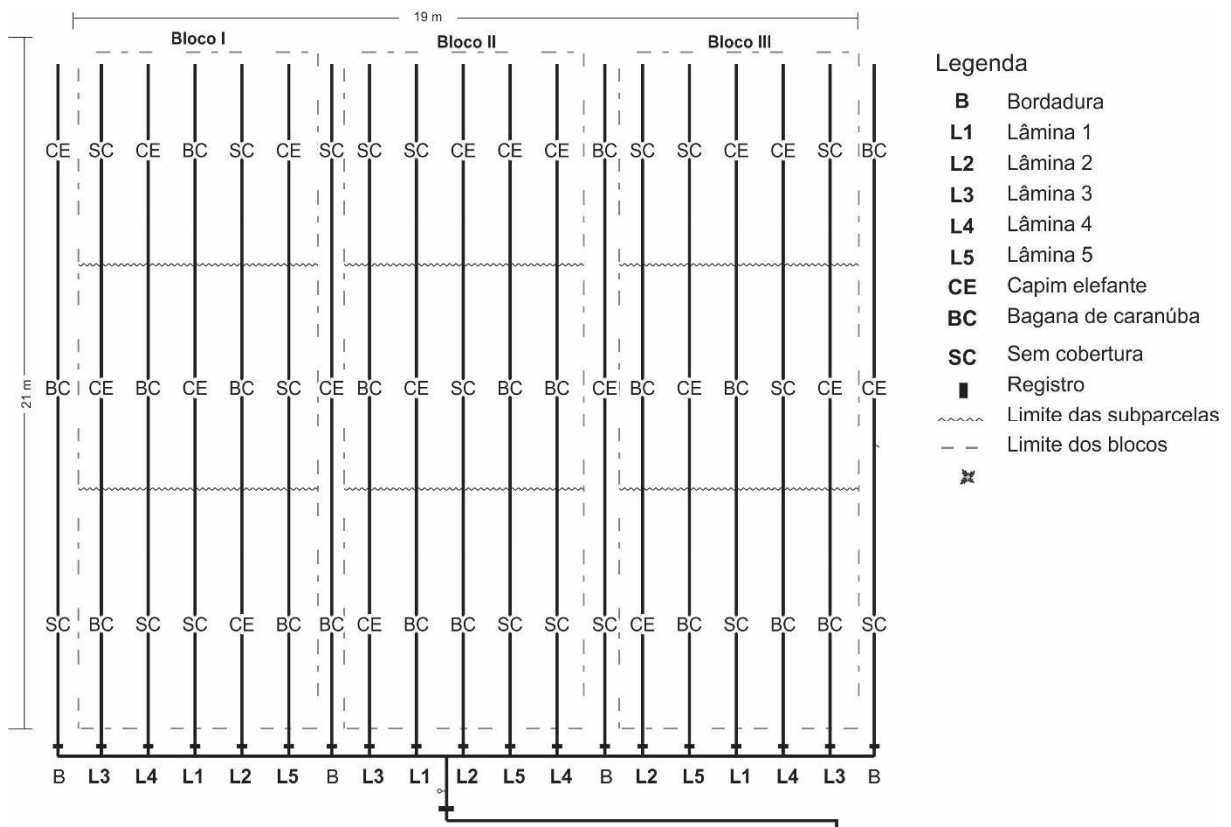 19 m
Bloco I Bloco II Bloco III
21 m
CE SC CE BC SC CE SC SC SC CE CE CE BC SC SC CE CE SC BC
BC CE BC CE BC SC CE BC CE SC BC BC CE BC CE BC SC CE CE
SC BC SC SC CE BC BC CE BC BC SC SC SC CE BC SC BC BC SC
B L3 L4 L1 L2 L5 B L3 L1 L2 L5 L4 B L2 L5 L1 L4 L3 B
Legenda
B Bordadura
L1 Lâmina 1
L2 Lâmina 2
L3 Lâmina 3
L4 Lâmina 4
L5 Lâmina 5
CE Capim elefante
BC Bagana de caranúba
SC Sem cobertura
Registro
Limite das subparcelas
Limite dos blocos